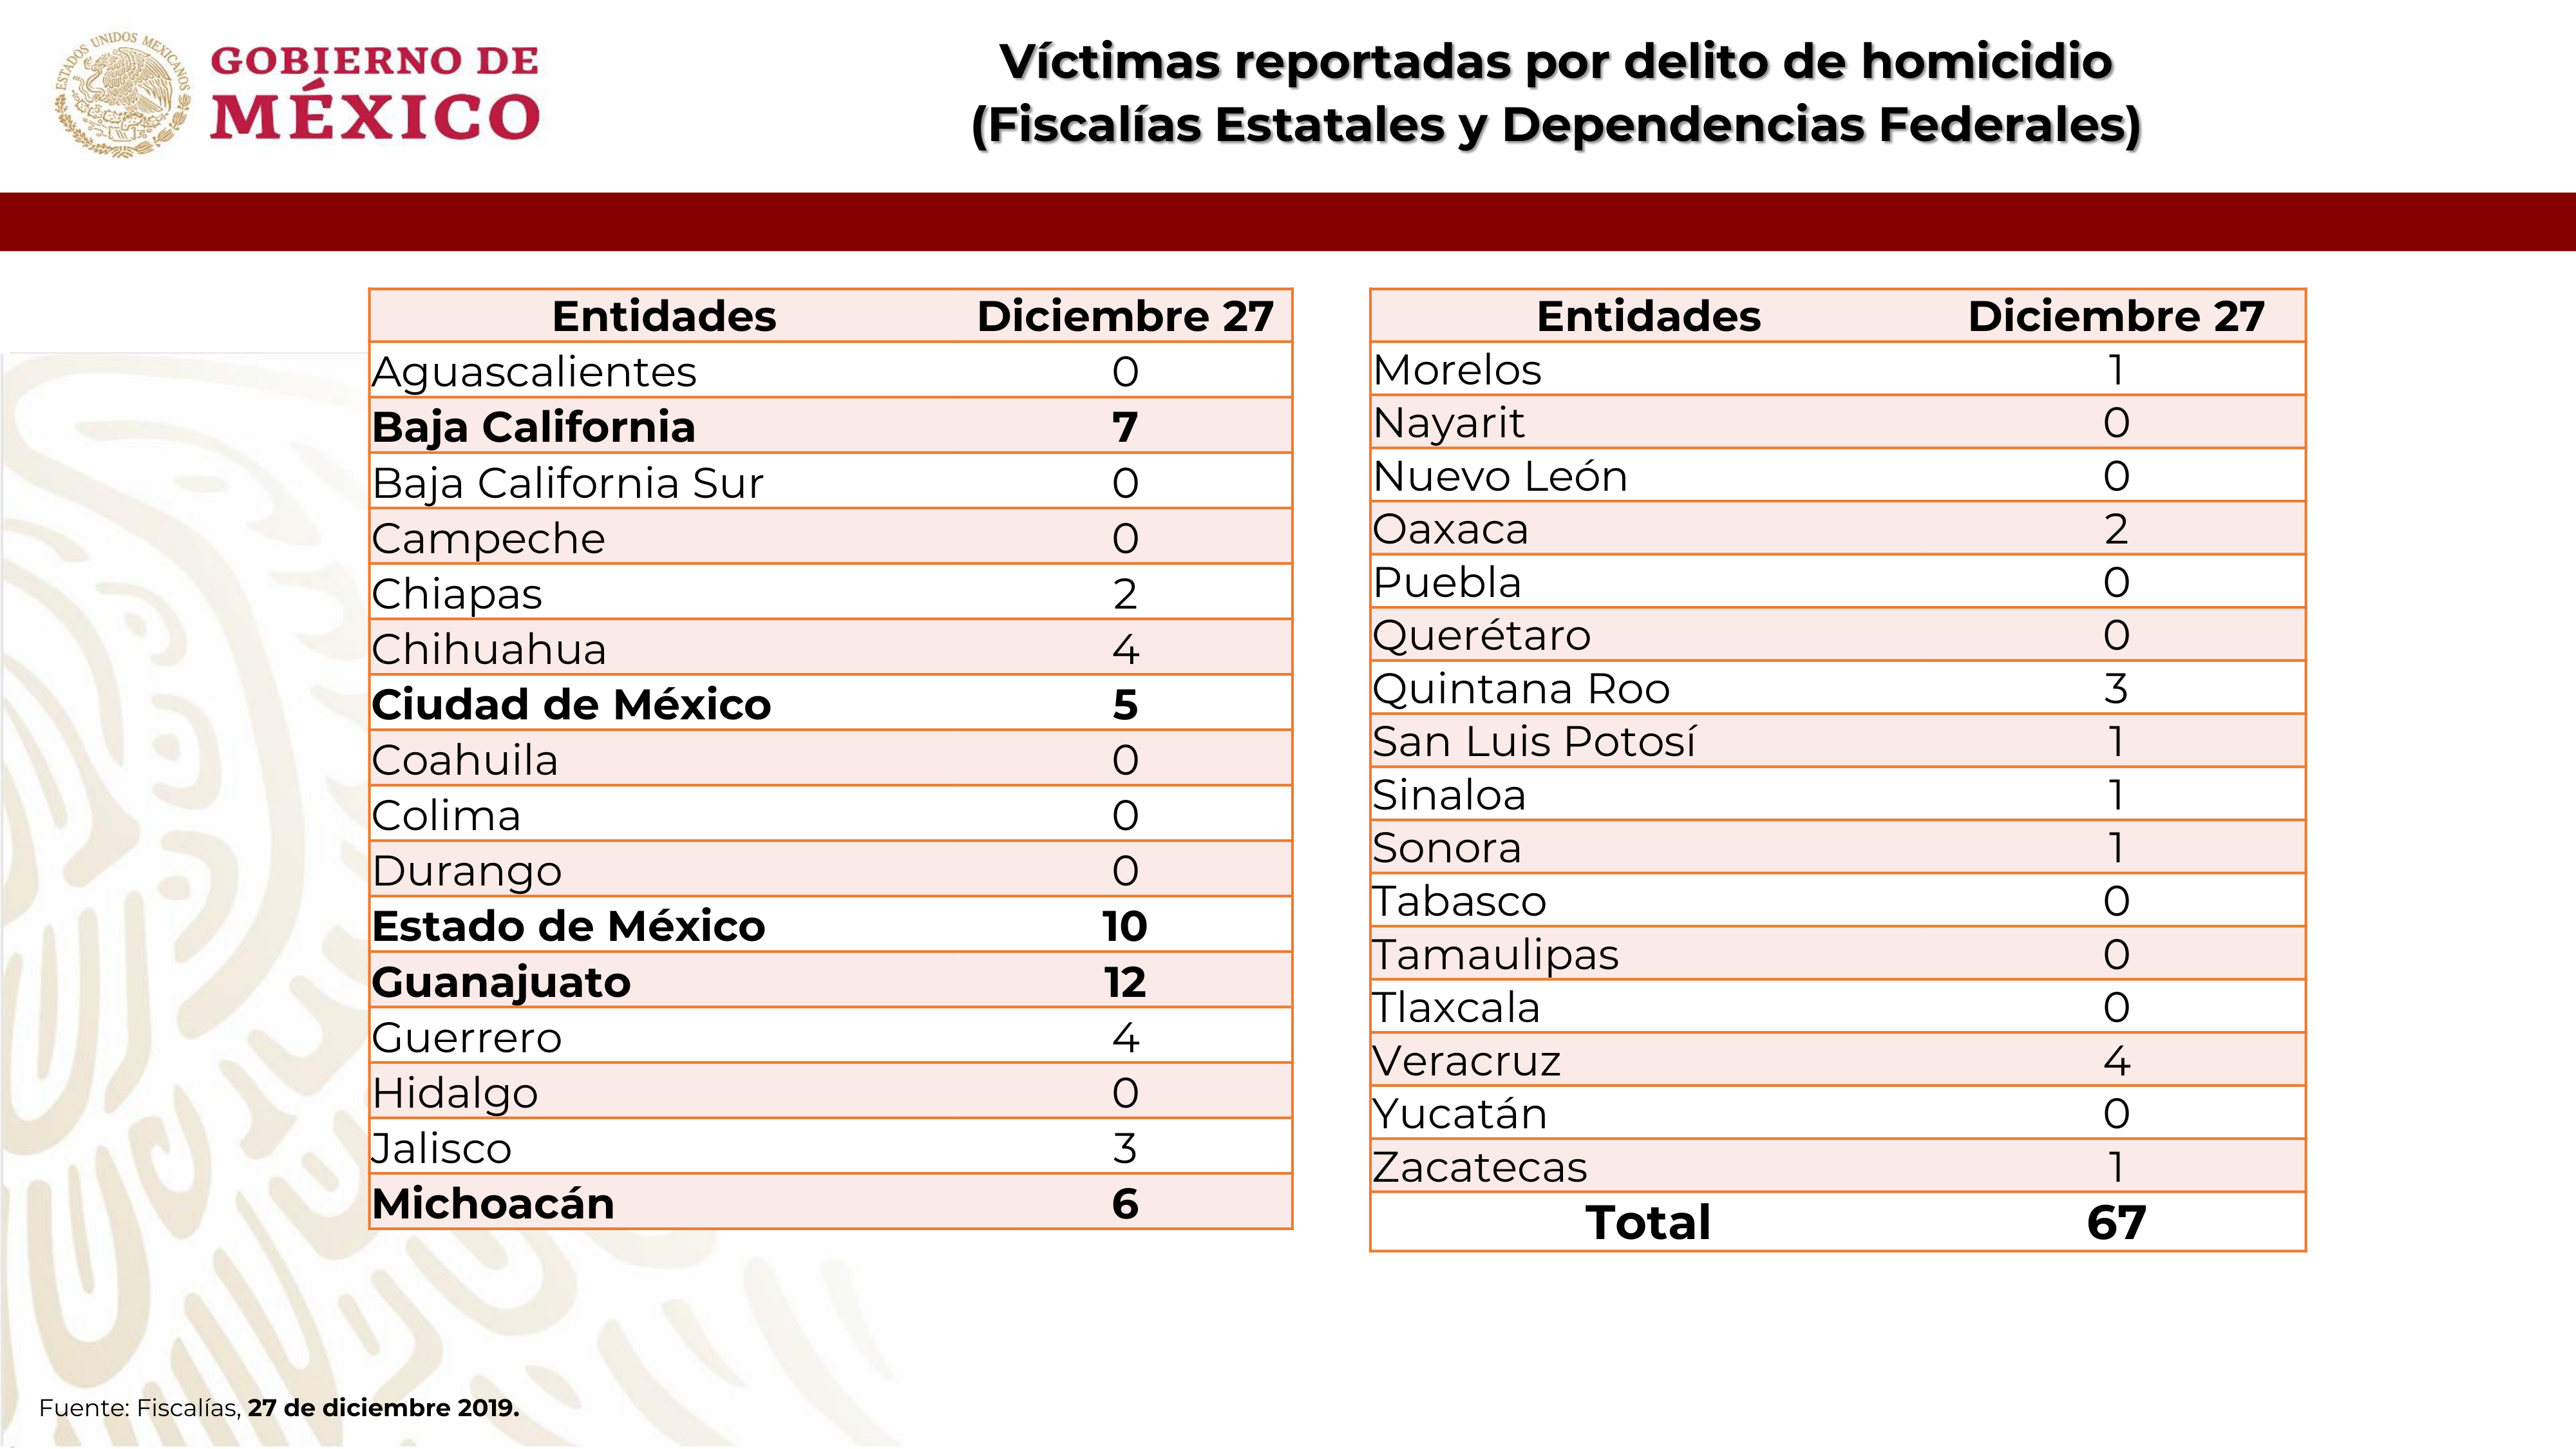 ESTADOS UNIDOS MEXICANOS
GOBIERNO DE
MÉXICO
Víctimas reportadas por delito de homicidio
(Fiscalías Estatales y Dependencias Federales)
Entidades Diciembre 27
Aguascalientes 0
Baja California 7
Baja California Sur 0
Campeche 0
Chiapas 2
Chihuahua 4
Ciudad de México 5
Coahuila 0
Colima 0
Durango 0
Estado de México 10
Guanajuato 12
Guerrero 4
Hidalgo 0
Jalisco 3
Michoacán 6
Entidades Diciembre 27
Morelos 1
Nayarit 0
Nuevo León 0
Oaxaca 2
Puebla 0
Querétaro 0
Quintana Roo 3
San Luis Potosí 1
Sinaloa 1
Sonora 1
Tabasco 0
Tamaulipas 0
Tlaxcala 0
Veracruz 4
Yucatán 0
Zacatecas 1
Total 67
Fuente: Fiscalías, 27 de diciembre 2019.